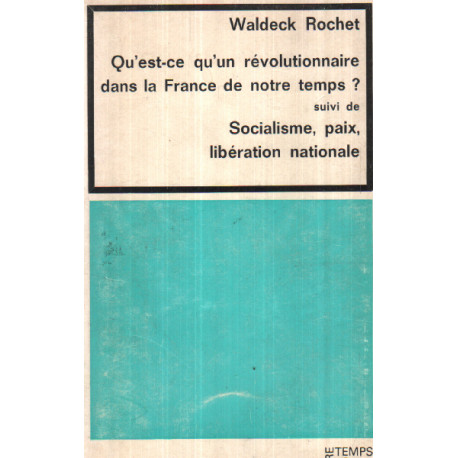 Waldeck Rochet
Qu'est-ce qu'un révolutionnaire
dans la France de notre temps ?
suivi de
Socialisme, paix,
libération nationale
TEMPS